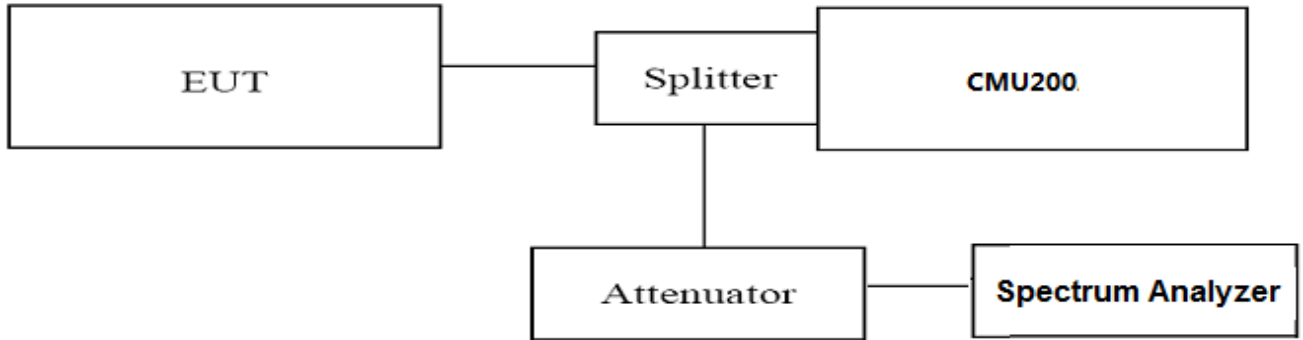 EUT
Splitter
CMU200.
Attenuator
Spectrum Analyzer